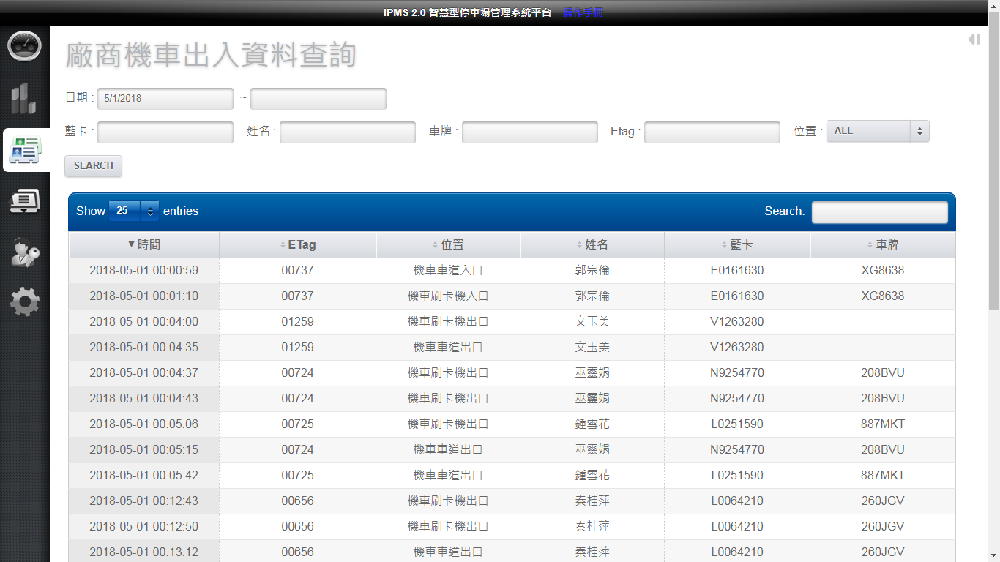 IPMS 2.0 智慧型停車場管理系統平台 操作手冊
廠商機車出入資料查詢
日期 : 5/1/2018 ~
藍卡 : 姓名 : 車牌 : Etag : 位置 : ALL
SEARCH
Show 25 entries Search:
時間 ETag 位置 姓名 藍卡 車牌
2018-05-01 00:00:59 00737 機車車道入口 郭宗倫 E0161630 XG8638
2018-05-01 00:01:10 00737 機車刷卡機入口 郭宗倫 E0161630 XG8638
2018-05-01 00:04:00 01259 機車刷卡機出口 文玉美 V1263280
2018-05-01 00:04:35 01259 機車車道出口 文玉美 V1263280
2018-05-01 00:04:37 00724 機車刷卡機出口 巫靈娟 N9254770 208BVU
2018-05-01 00:04:43 00724 機車刷卡機出口 巫靈娟 N9254770 208BVU
2018-05-01 00:05:06 00725 機車刷卡機出口 鍾雪花 L0251590 887MKT
2018-05-01 00:05:15 00724 機車車道出口 巫靈娟 N9254770 208BVU
2018-05-01 00:05:42 00725 機車車道出口 鍾雪花 L0251590 887MKT
2018-05-01 00:12:43 00656 機車刷卡機出口 秦桂萍 L0064210 260JGV
2018-05-01 00:12:50 00656 機車刷卡機出口 秦桂萍 L0064210 260JGV
2018-05-01 00:13:12 00656 機車車道出口 秦桂萍 L0064210 260JGV